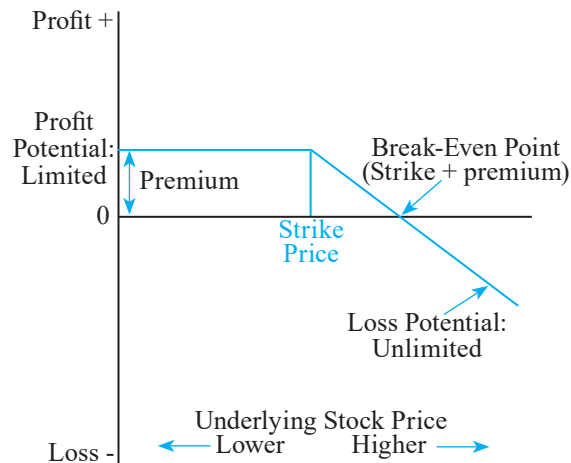 Profit +
Profit
Potential:
Limited
Premium
Break-Even Point
(Strike + premium)
0
Strike
Price
Loss Potential:
Unlimited
Underlying Stock Price
Lower
Higher
Loss -